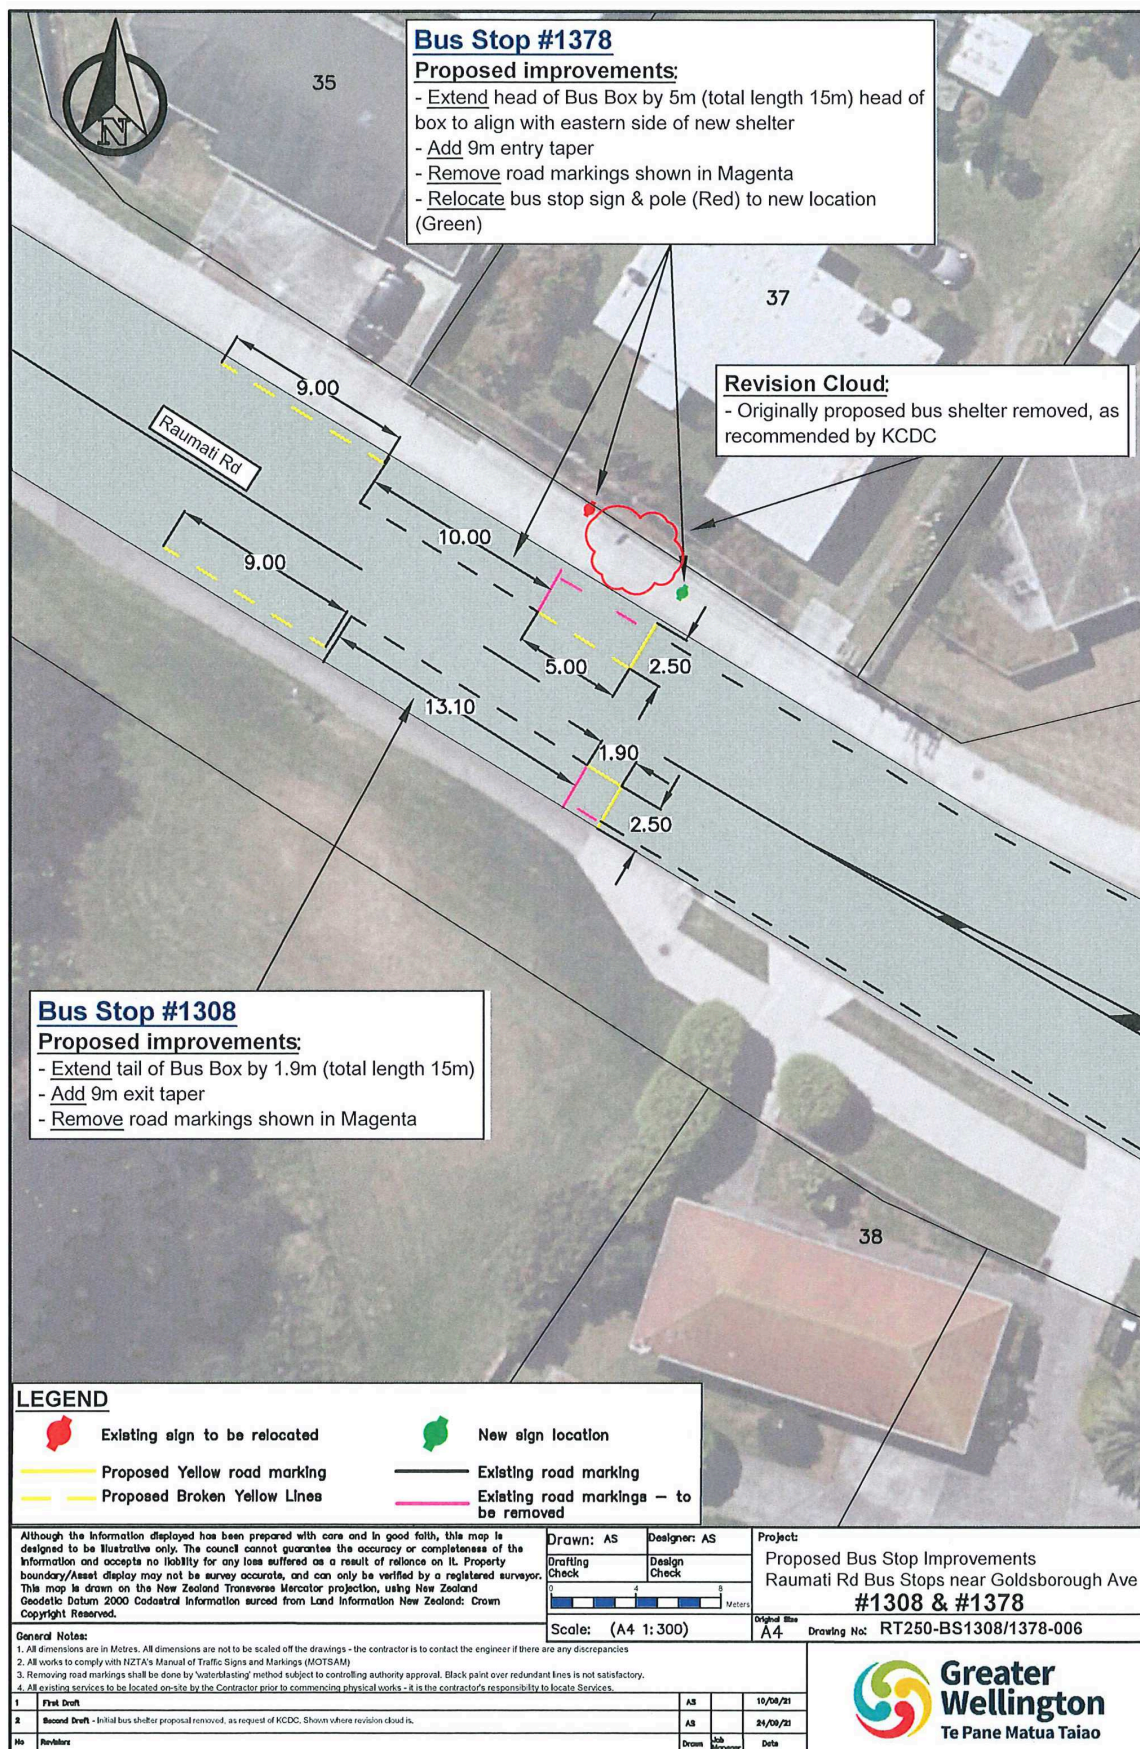 Bus Stop #1378
Proposed improvements:
- Extend head of Bus Box by 5m (total length 15m) head of
box to align with eastern side of new shelter
- Add 9m entry taper
- Remove road markings shown in Magenta
- Relocate bus stop sign & pole (Red) to new location
(Green)
N
35
37
Revision Cloud:
- Originally proposed bus shelter removed, as
recommended by KCDC
9.00
Raumati Rd
10.00
9.00
5.00
2.50
13.10
1.90
2.50
Bus Stop #1308
Proposed improvements:
- Extend tail of Bus Box by 1.9m (total length 15m)
- Add 9m exit taper
- Remove road markings shown in Magenta
38
LEGEND
Existing sign to be relocated
New sign location
Proposed Yellow road marking
Existing road marking
Proposed Broken Yellow Lines
Existing road markings – to
be removed
Although the information displayed has been prepared with care and in good faith, this map is
designed to be illustrative only. The council cannot guarantee the accuracy or completeness of the
information and accepts no liability for any loss suffered as a result of reliance on it. Property
boundary/Asset display may not be survey accurate, and can only be verified by a registered surveyor.
This map is drawn on the New Zealand Transverse Mercator projection, using New Zealand
Geodetic Datum 2000 Cadastral Information surced from Land Information New Zealand: Crown
Copyright Reserved.
Drawn: AS
Designer: AS
Drafting
Check
Design
Check
0 4 8
Meters
Scale: (A4 1:300)
Project:
Proposed Bus Stop Improvements
Raumati Rd Bus Stops near Goldsborough Ave
#1308 & #1378
Original Size
A4
Drawing No: RT250-BS1308/1378-006
General Notes:
1. All dimensions are in Metres. All dimensions are not to be scaled off the drawings - the contractor is to contact the engineer if there are any discrepancies
2. All works to comply with NZTA's Manual of Traffic Signs and Markings (MOTSAM)
3. Removing road markings shall be done by 'waterblasting' method subject to controlling authority approval. Black paint over redundant lines is not satisfactory.
4. All existing services to be located on-site by the Contractor prior to commencing physical works - it is the contractor's responsibility to locate Services.
1 First Draft AS 10/08/21
2 Second Draft - Initial bus shelter proposal removed, as request of KCDC, Shown where revision cloud is. AS 24/09/21
No Revisions Drawn Job Manager Date
Greater
Wellington
Te Pane Matua Taiao